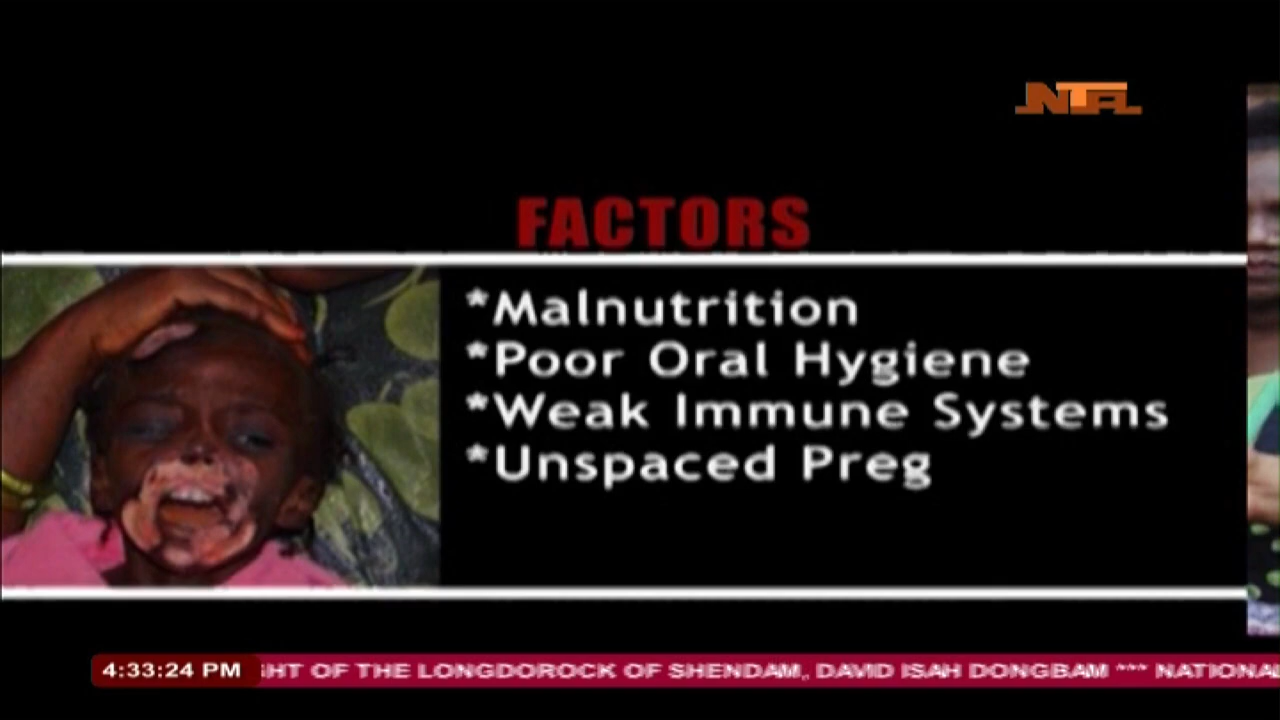 NTA
FACTORS
*Malnutrition
*Poor Oral Hygiene
*Weak Immune Systems
*Unspaced Preg
4:33:24 PM
GHT OF THE LONGDOROCK OF SHENDAM, DAVID ISAH DONGBAM *** NATIONAL